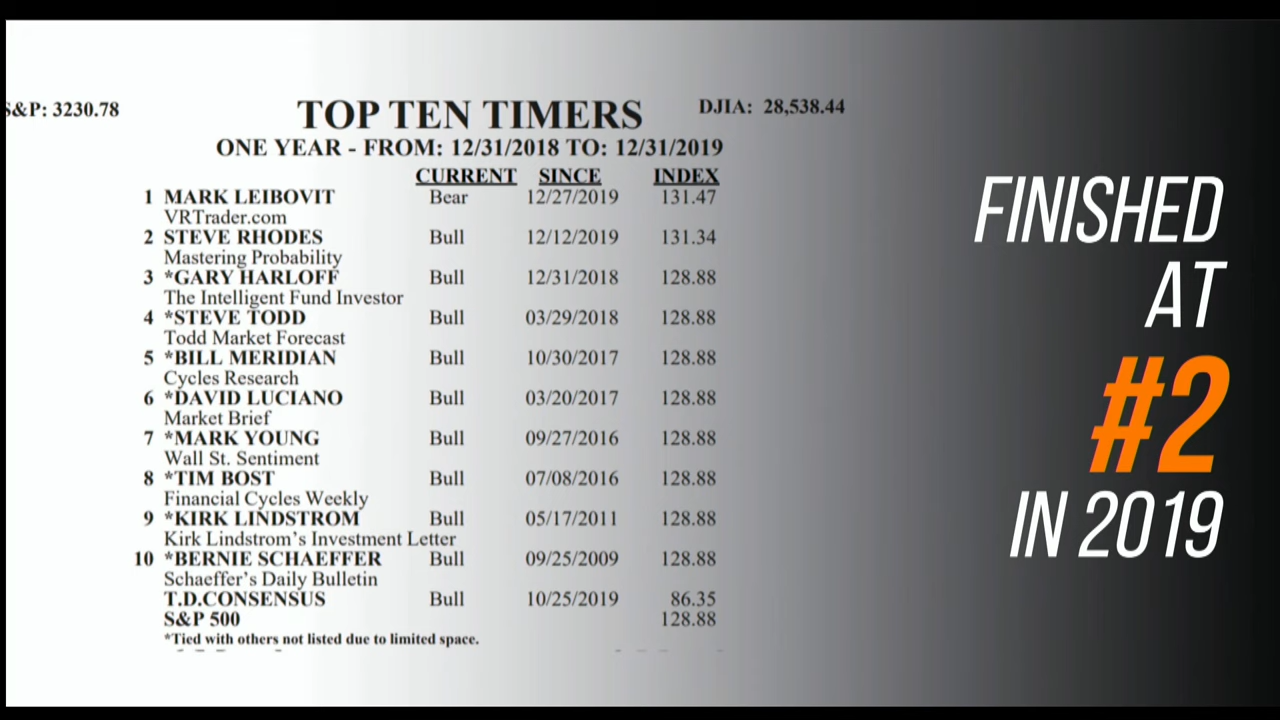 S&P: 3230.78
TOP TEN TIMERS
DJIA: 28,538.44
ONE YEAR - FROM: 12/31/2018 TO: 12/31/2019
CURRENT SINCE INDEX
1 MARK LEIBOVIT Bear 12/27/2019 131.47
VRTrader.com
2 STEVE RHODES Bull 12/12/2019 131.34
Mastering Probability
3 *GARY HARLOFF Bull 12/31/2018 128.88
The Intelligent Fund Investor
4 *STEVE TODD Bull 03/29/2018 128.88
Todd Market Forecast
5 *BILL MERIDIAN Bull 10/30/2017 128.88
Cycles Research
6 *DAVID LUCIANO Bull 03/20/2017 128.88
Market Brief
7 *MARK YOUNG Bull 09/27/2016 128.88
Wall St. Sentiment
8 *TIM BOST Bull 07/08/2016 128.88
Financial Cycles Weekly
9 *KIRK LINDSTROM Bull 05/17/2011 128.88
Kirk Lindstrom's Investment Letter
10 *BERNIE SCHAEFFER Bull 09/25/2009 128.88
Schaeffer's Daily Bulletin
T.D.CONSENSUS Bull 10/25/2019 86.35
S&P 500 128.88
*Tied with others not listed due to limited space.
FINISHED
AT
#2
IN 2019